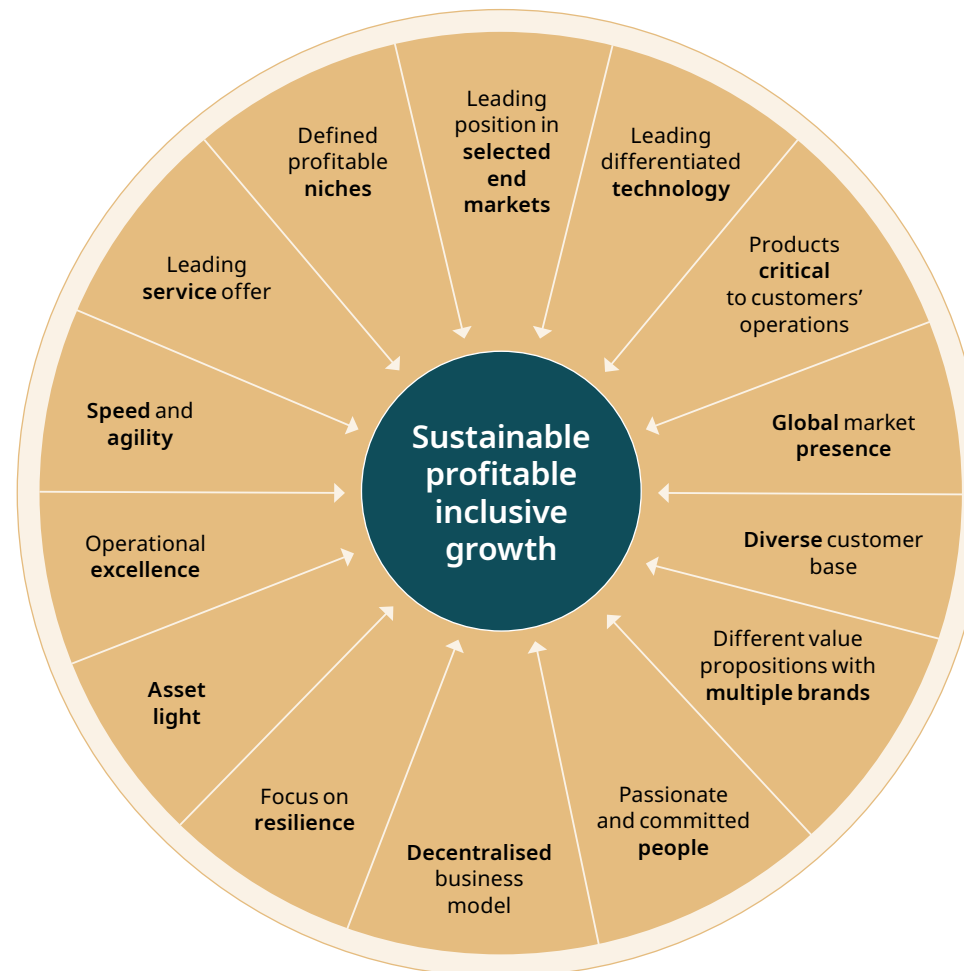 Leading
position in
selected
end
markets
Leading
differentiated
technology
Products
critical
to customers’
operations
Global market
presence
Diverse customer
base
Different value
propositions with
multiple brands
Passionate
and committed
people
Decentralised
business
model
Focus on
resilience
Asset
light
Operational
excellence
Speed and
agility
Leading
service offer
Defined
profitable
niches
Sustainable
profitable
inclusive
growth